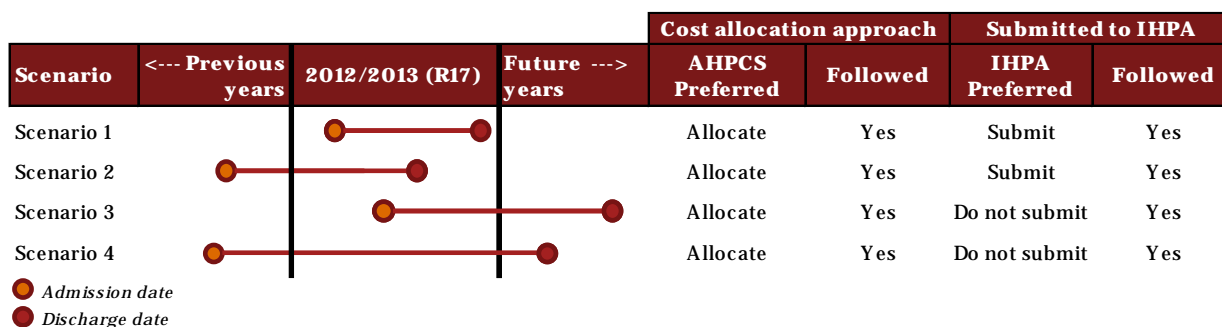 Cost allocation approach Submitted to IHPA
Scenario <--- Previous years 2012/2013 (R17) Future ---> years AHPCS Preferred Followed IHPA Preferred Followed
Scenario 1 Allocate Yes Submit Yes
Scenario 2 Allocate Yes Submit Yes
Scenario 3 Allocate Yes Do not submit Yes
Scenario 4 Allocate Yes Do not submit Yes
Admission date
Discharge date